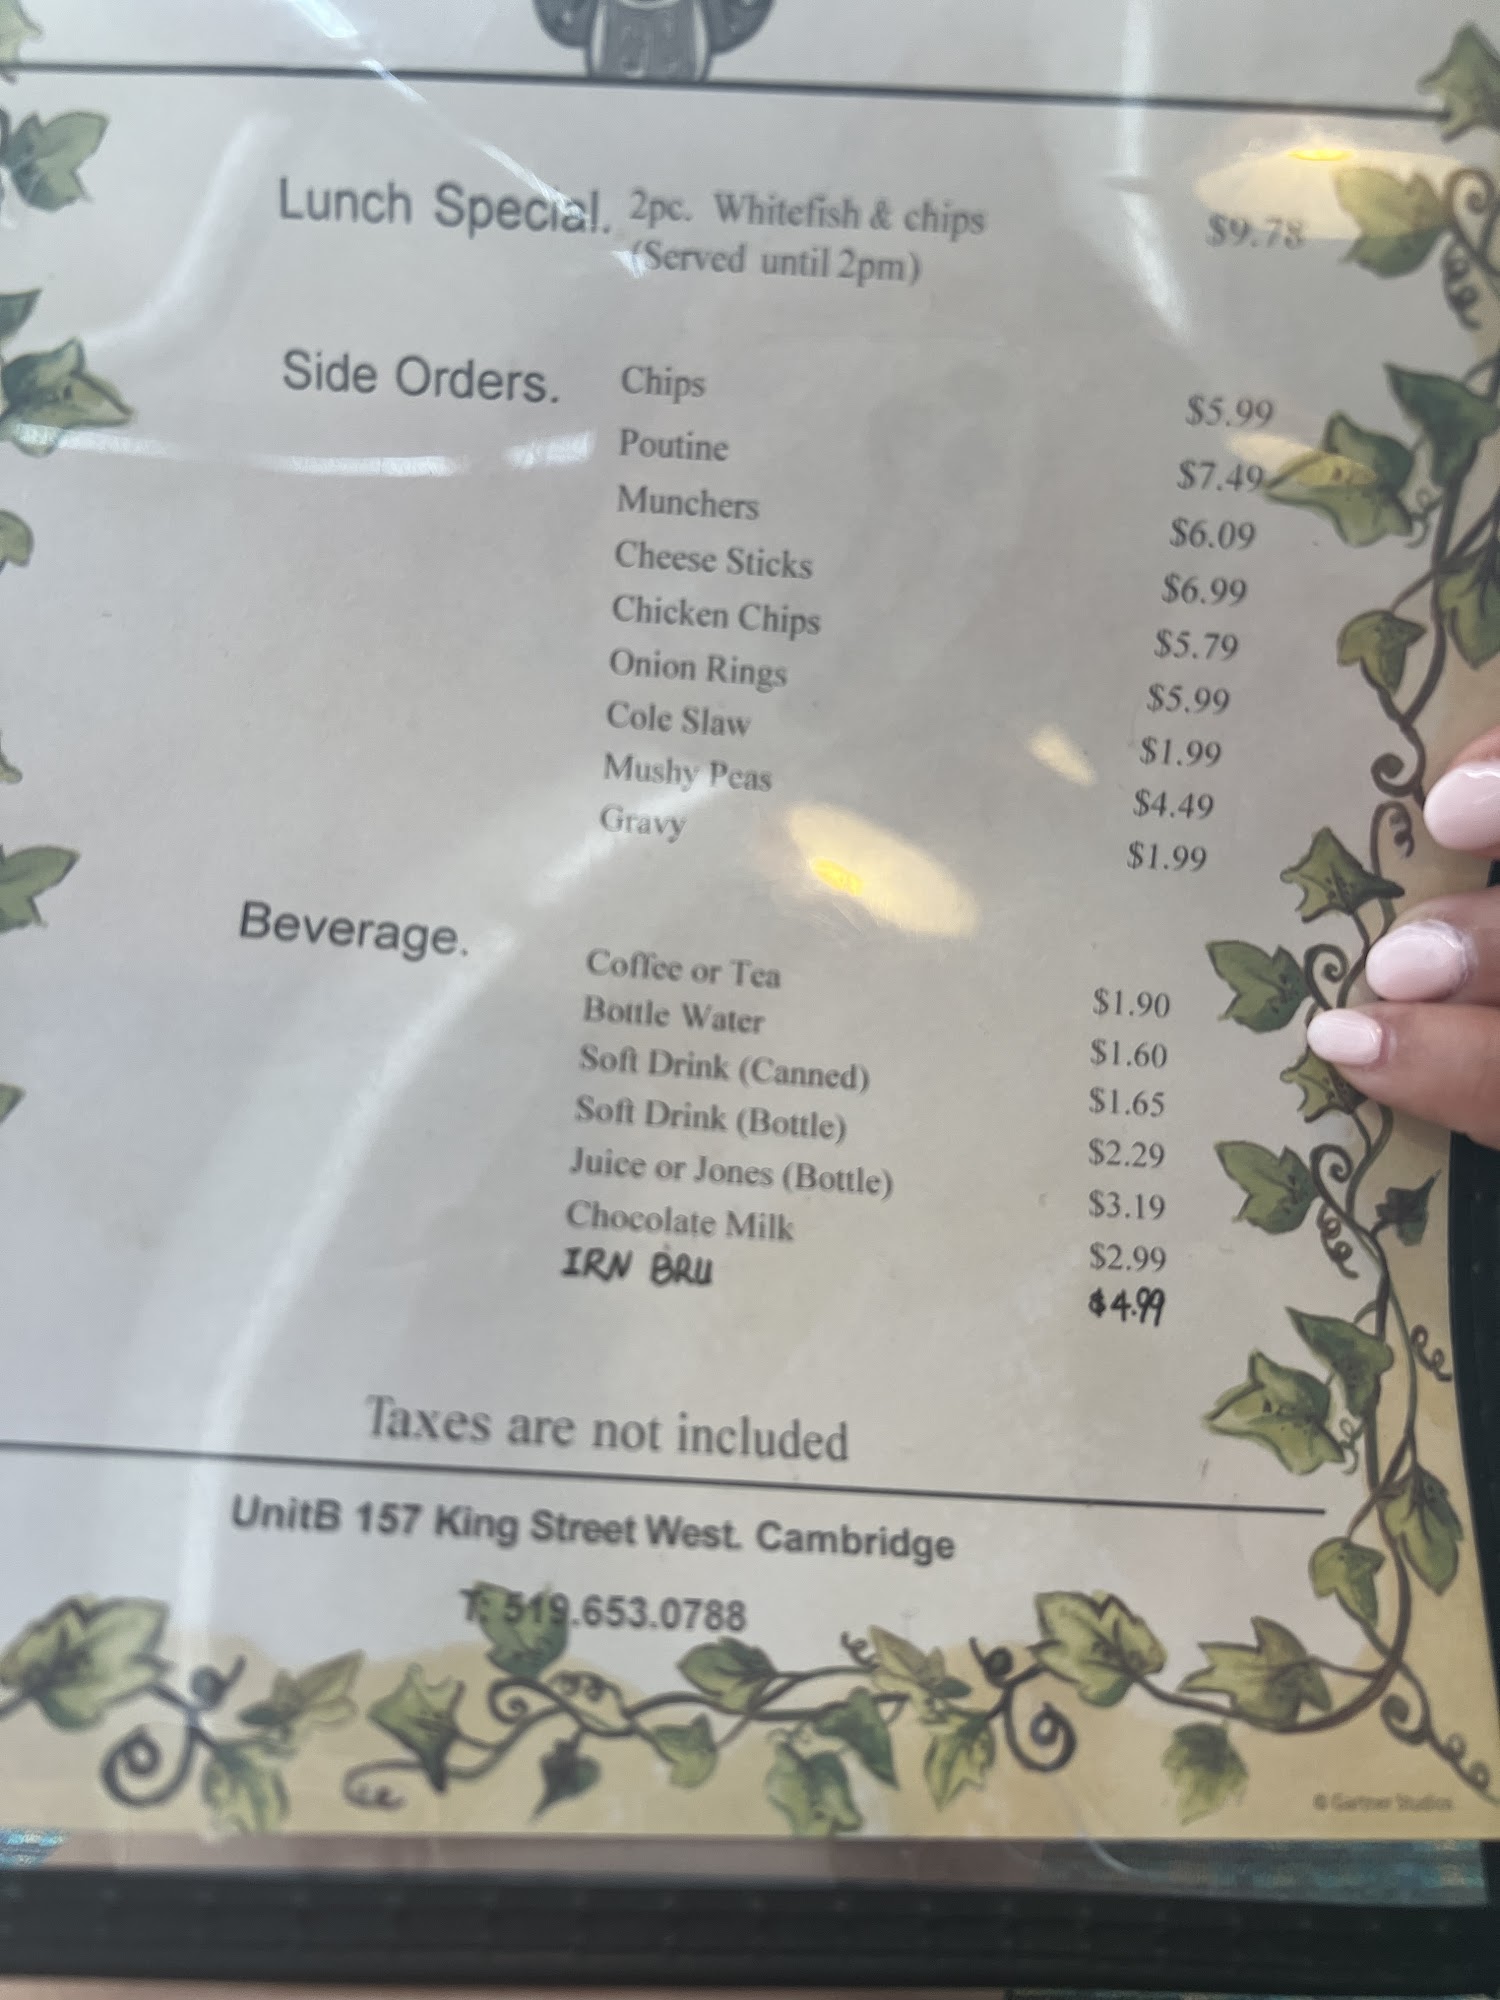 Lunch Special. 2pc. Whitefish & chips $9.78
(Served until 2pm)
Side Orders. Chips $5.99
Poutine $7.49
Munchers $6.09
Cheese Sticks $6.99
Chicken Chips $5.79
Onion Rings $5.99
Cole Slaw $1.99
Mushy Peas $4.49
Gravy $1.99
Beverage.
Coffee or Tea $1.90
Bottle Water $1.60
Soft Drink (Canned) $1.65
Soft Drink (Bottle) $2.29
Juice or Jones (Bottle) $3.19
Chocolate Milk $2.99
IRN BRU $4.99
Taxes are not included
UnitB 157 King Street West. Cambridge
T: 519.653.0788
© Gartner Studios